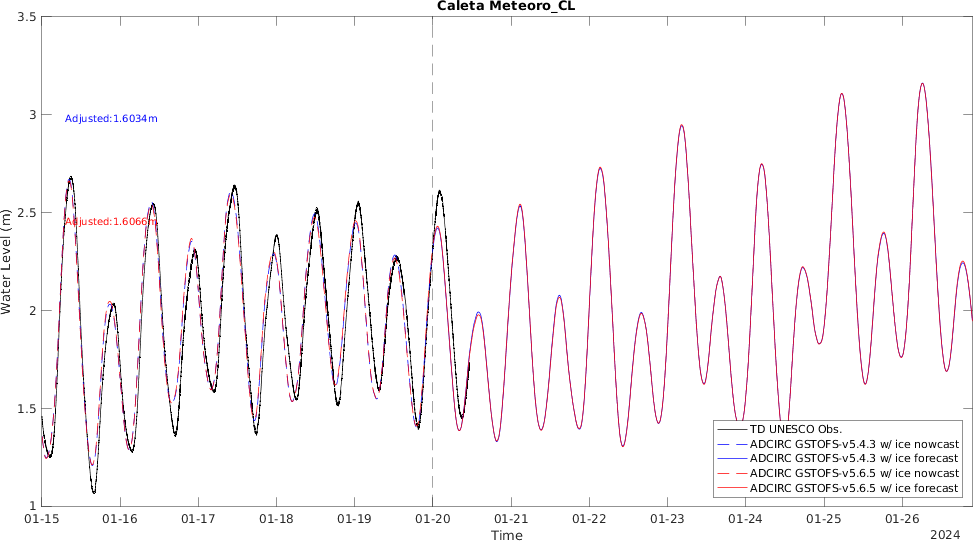 Caleta Meteoro_CL
3.5
3
2.5
2
1.5
1
Water Level (m)
Adjusted:1.6034m
Adjusted:1.6066m
TD UNESCO Obs.
ADCIRC GSTOFS-v5.4.3 w/ ice nowcast
ADCIRC GSTOFS-v5.4.3 w/ ice forecast
ADCIRC GSTOFS-v5.6.5 w/ ice nowcast
ADCIRC GSTOFS-v5.6.5 w/ ice forecast
01-15 01-16 01-17 01-18 01-19 01-20 01-21 01-22 01-23 01-24 01-25 01-26
Time
2024